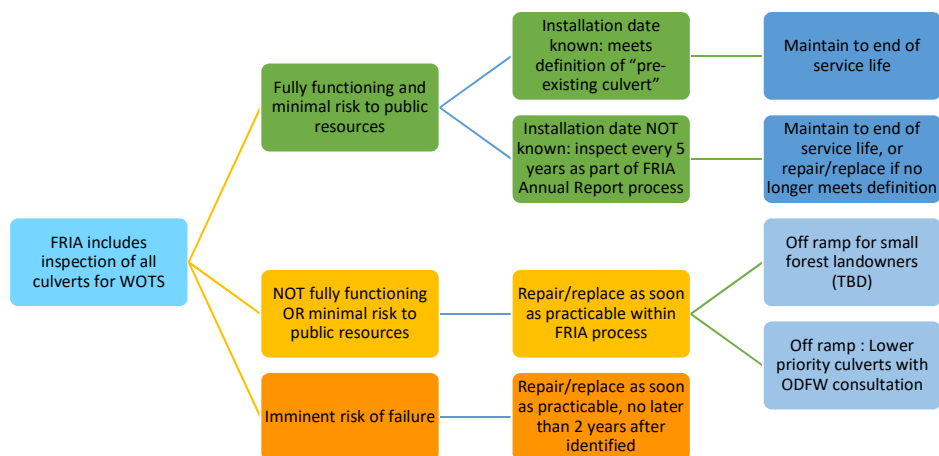 FRIA includes
inspection of all
culverts for WOTS
Fully functioning and
minimal risk to public
resources
Installation date
known: meets
definition of “pre-
existing culvert”
Maintain to end of
service life
Installation date NOT
known: inspect every 5
years as part of FRIA
Annual Report process
Maintain to end of
service life, or
repair/replace if no
longer meets definition
NOT fully functioning
OR minimal risk to
public resources
Repair/replace as soon
as practicable within
FRIA process
Off ramp for small
forest landowners
(TBD)
Off ramp : Lower
priority culverts with
ODFW consultation
Imminent risk of failure
Repair/replace as soon
as practicable, no later
than 2 years after
identified